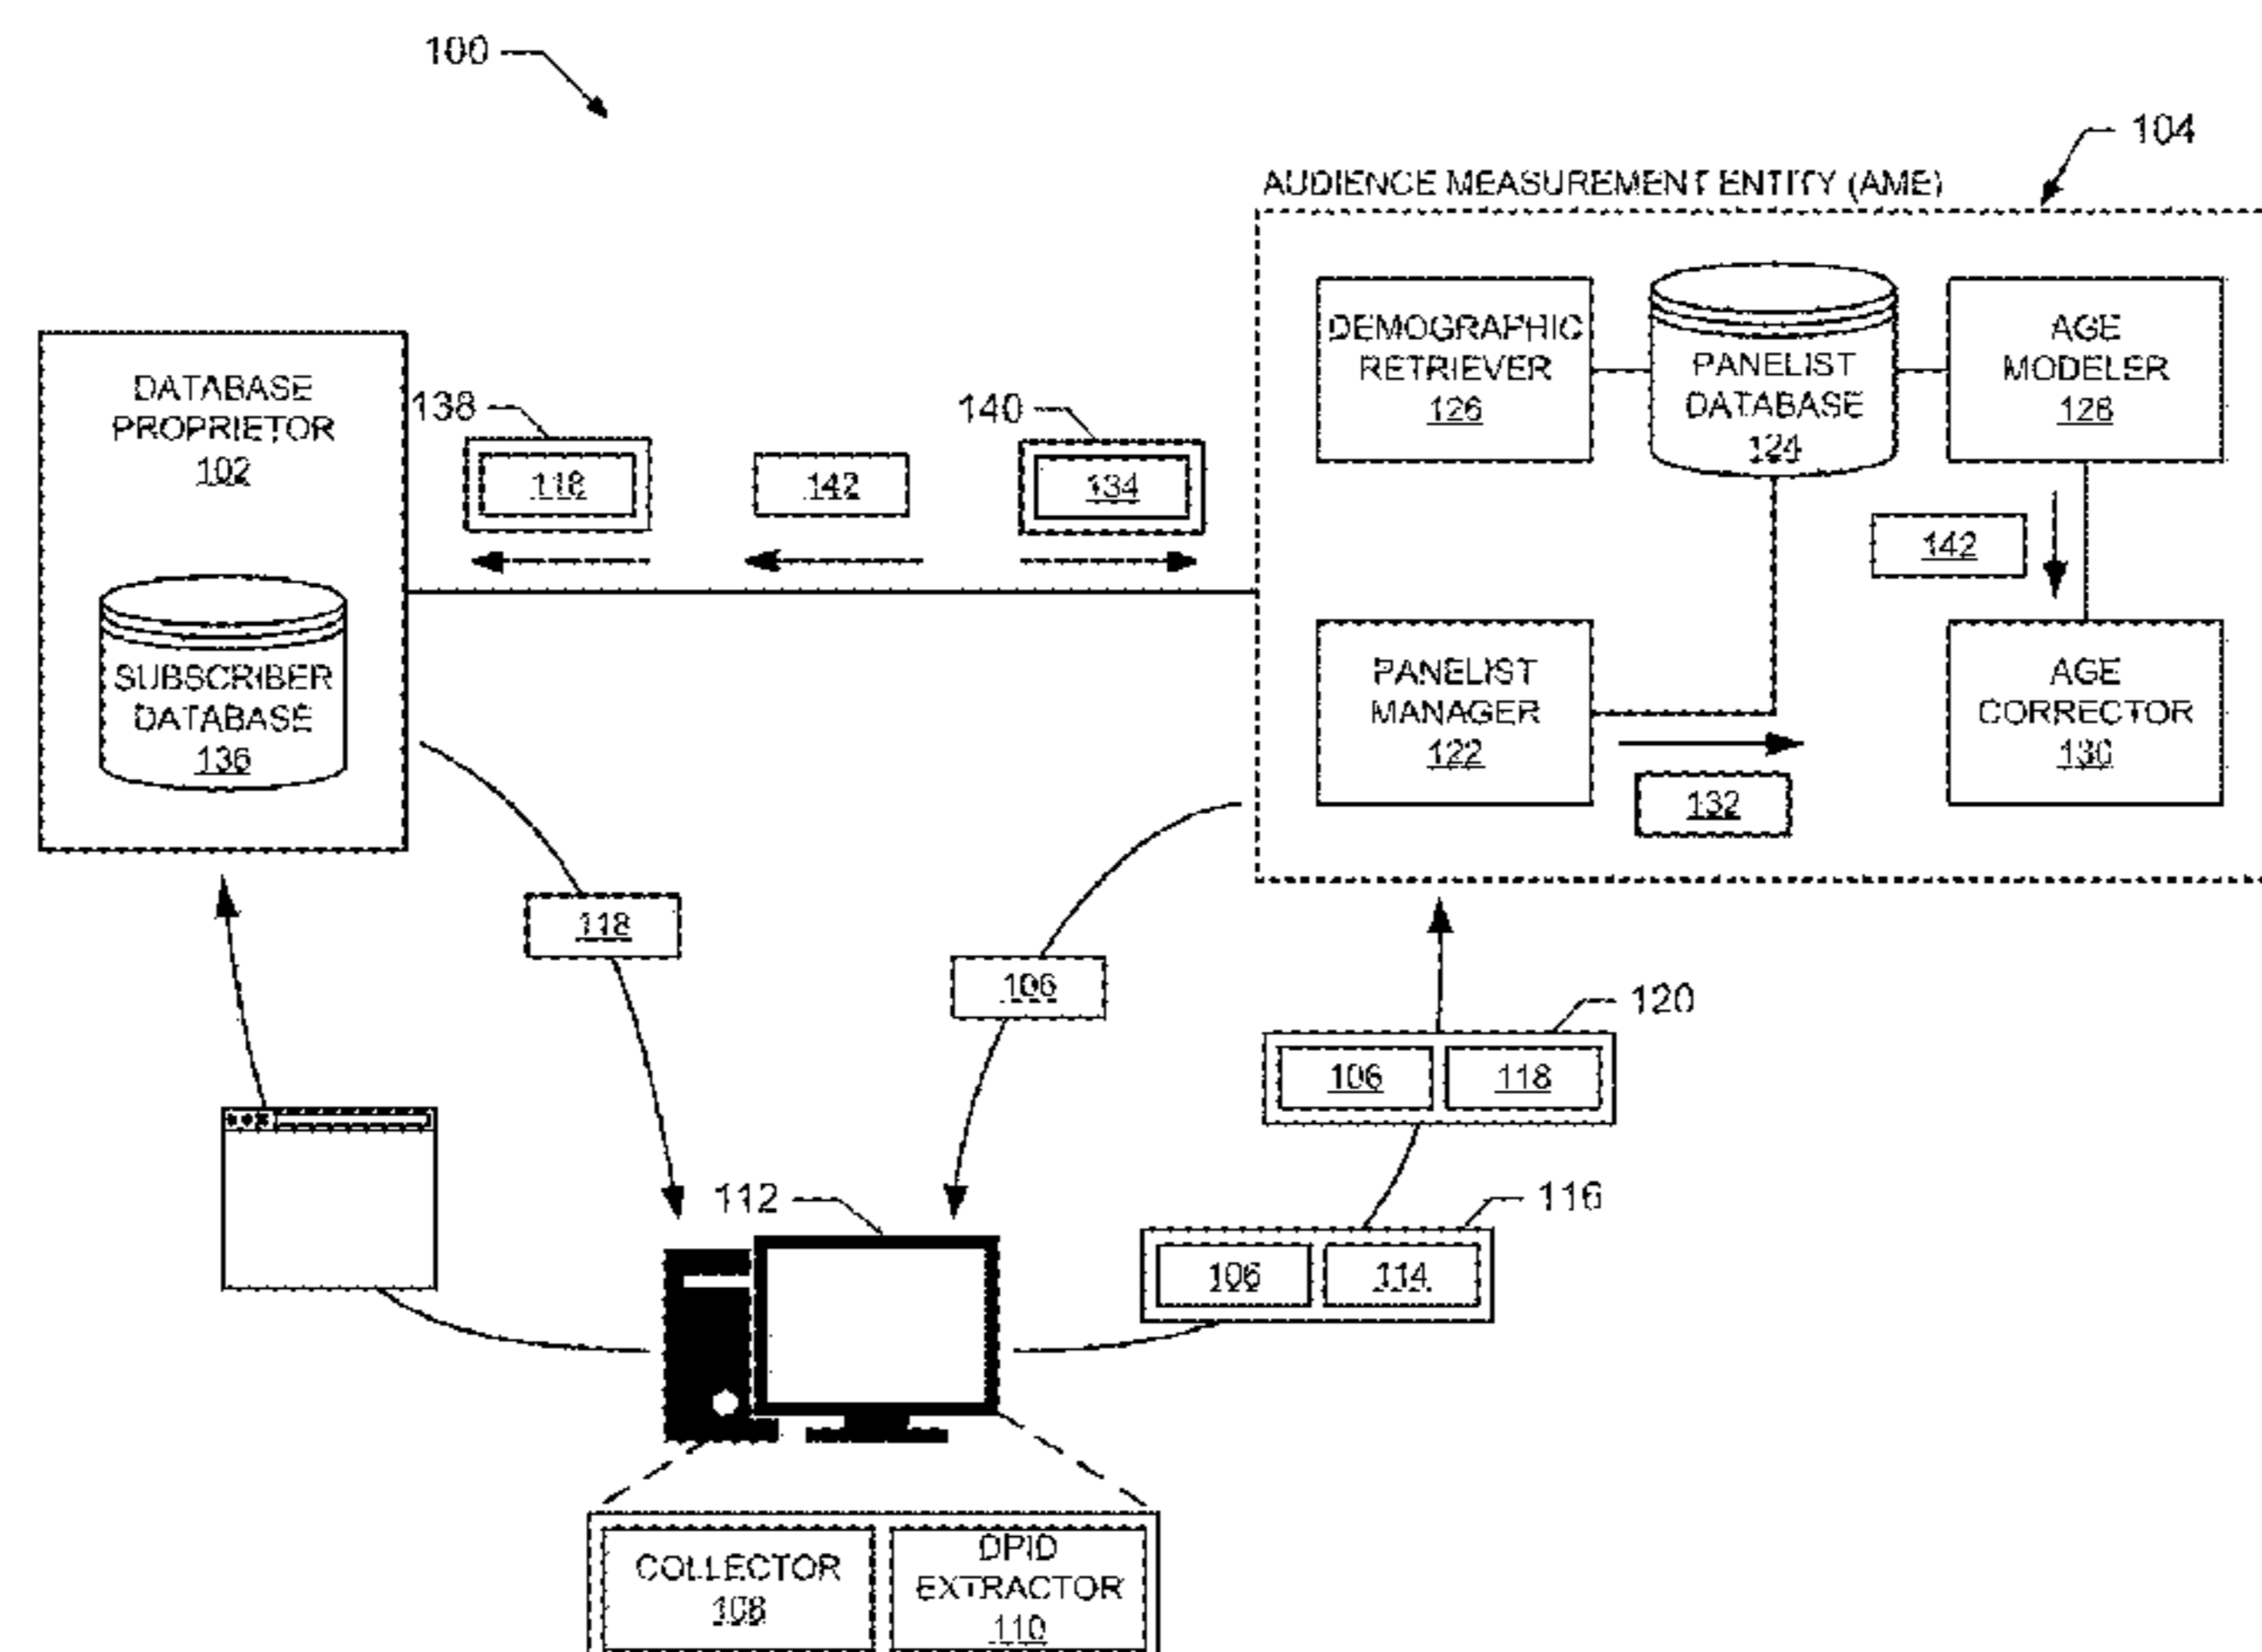 100
104
AUDIENCE MEASUREMENT ENTITY (AME)
DATABASE
PROPRIETOR
102
SUBSCRIBER
DATABASE
136
138
118
142
140
134
DEMOGRAPHIC
RETRIEVER
126
PANELIST
DATABASE
124
AGE
MODELER
128
142
PANELIST
MANAGER
122
132
AGE
CORRECTOR
130
118
106
120
106 118
116
106 114
112
COLLECTOR
108
DPID
EXTRACTOR
110